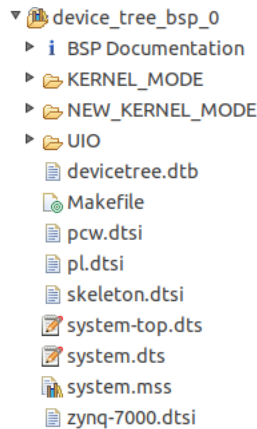 device_tree_bsp_0
BSP Documentation
KERNEL_MODE
NEW_KERNEL_MODE
UIO
devicetree.dtb
Makefile
pcw.dtsi
pl.dtsi
skeleton.dtsi
system-top.dts
system.dts
system.mss
zynq-7000.dtsi